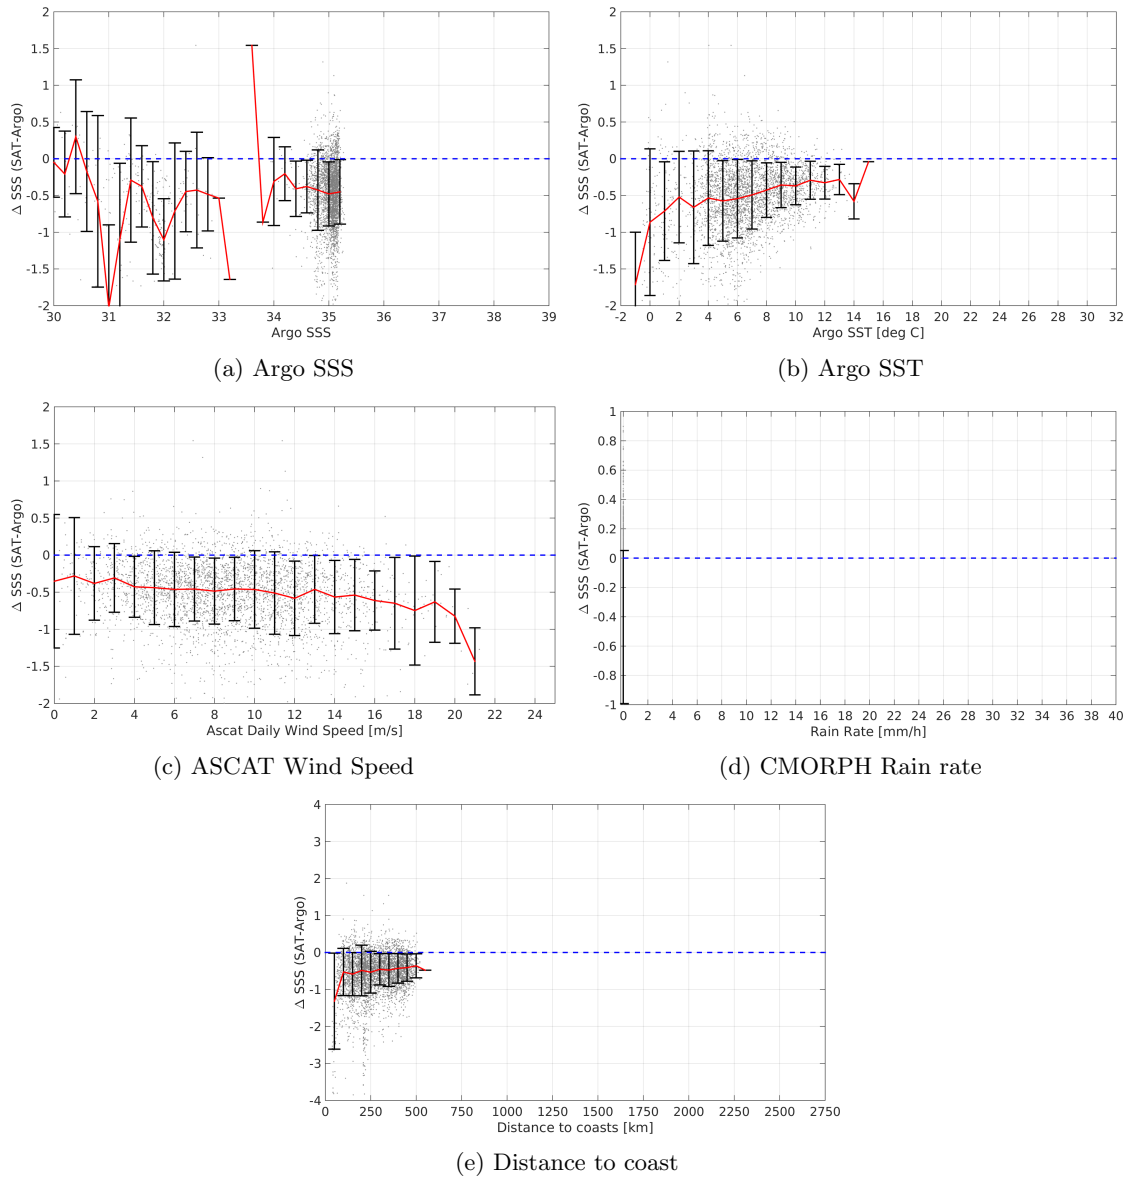 2
1.5
1
0.5
0
-0.5
-1
-1.5
-2
Δ SSS (SAT-Argo)
30 31 32 33 34 35 36 37 38 39
Argo SSS
(a) Argo SSS
2
1.5
1
0.5
0
-0.5
-1
-1.5
-2
Δ SSS (SAT-Argo)
-2 0 2 4 6 8 10 12 14 16 18 20 22 24 26 28 30 32
Argo SST [deg C]
(b) Argo SST
2
1.5
1
0.5
0
-0.5
-1
-1.5
-2
Δ SSS (SAT-Argo)
0 2 4 6 8 10 12 14 16 18 20 22 24
Ascat Daily Wind Speed [m/s]
(c) ASCAT Wind Speed
1
0.8
0.6
0.4
0.2
0
-0.2
-0.4
-0.6
-0.8
-1
Δ SSS (SAT-Argo)
0 2 4 6 8 10 12 14 16 18 20 22 24 26 28 30 32 34 36 38 40
Rain Rate [mm/h]
(d) CMORPH Rain rate
4
3
2
1
0
-1
-2
-3
-4
Δ SSS (SAT-Argo)
0 250 500 750 1000 1250 1500 1750 2000 2250 2500 2750
Distance to coasts [km]
(e) Distance to coast